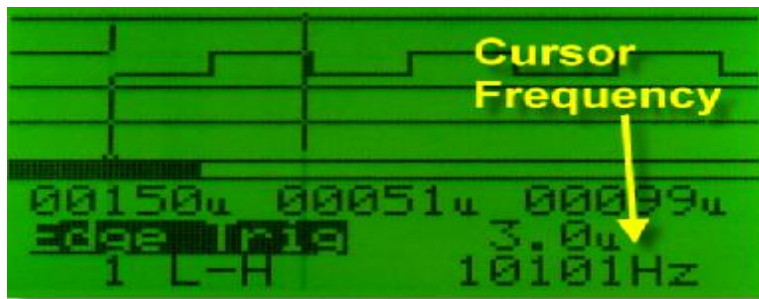 Cursor
Frequency
00150u 00051u 00099u
Edge Trig 3.0u
1 L-H 10101Hz